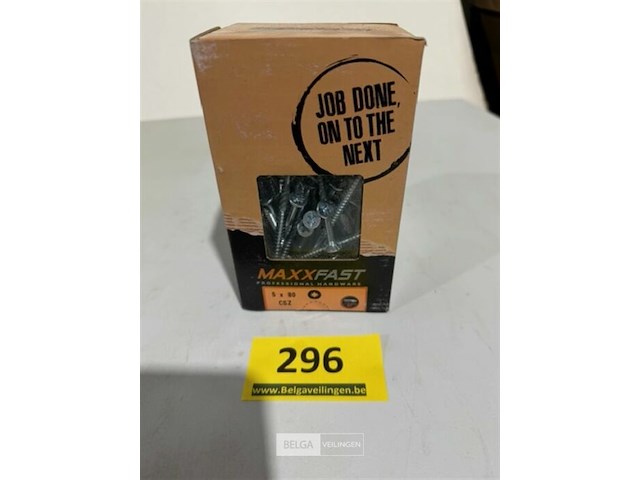 JOB DONE,
ON TO THE
NEXT
MAXXFAST
PROFESSIONAL HARDWARE
5 x 80
CSZ
296
www.Belgaveilingen.be
BELGA VEILINGEN